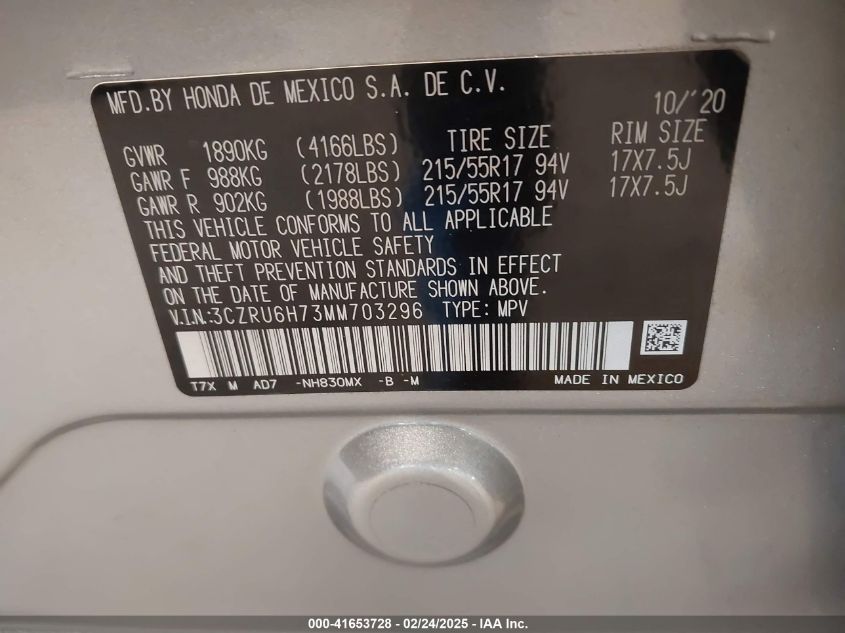 MFD.BY HONDA DE MEXICO S.A. DE C.V.
10/'20
GVWR 1890KG (4166LBS) TIRE SIZE RIM SIZE
GAWR F 988KG (2178LBS) 215/55R17 94V 17X7.5J
GAWR R 902KG (1988LBS) 215/55R17 94V 17X7.5J
THIS VEHICLE CONFORMS TO ALL APPLICABLE
FEDERAL MOTOR VEHICLE SAFETY
AND THEFT PREVENTION STANDARDS IN EFFECT
ON THE DATE OF MANUFACTURE SHOWN ABOVE.
V.I.N.:3CZRU6H73MM703296 TYPE: MPV
T7X M AD7 -NH830MX -B -M MADE IN MEXICO
000-41653728 - 02/24/2025 - IAA Inc.